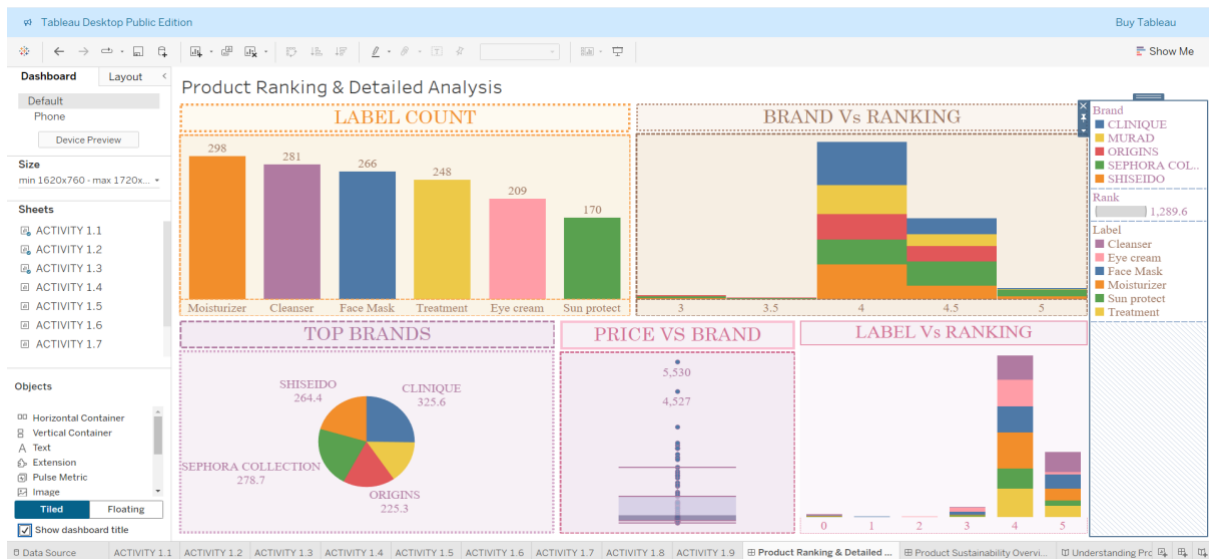 Tableau Desktop Public Edition
Buy Tableau
Show Me
Dashboard
Layout
Default
Phone
Device Preview
Size
min 1620x760 - max 1720x...
Sheets
ACTIVITY 1.1
ACTIVITY 1.2
ACTIVITY 1.3
ACTIVITY 1.4
ACTIVITY 1.5
ACTIVITY 1.6
ACTIVITY 1.7
Objects
Horizontal Container
Vertical Container
A Text
Extension
Pulse Metric
Image
Tiled
Floating
Show dashboard title
Product Ranking & Detailed Analysis
LABEL COUNT
298
281
266
248
209
170
Moisturizer
Cleanser
Face Mask
Treatment
Eye cream
Sun protect
BRAND Vs RANKING
3
3.5
4
4.5
5
Brand
CLINIQUE
MURAD
ORIGINS
SEPHORA COL..
SHISEIDO
Rank
1,289.6
Label
Cleanser
Eye cream
Face Mask
Moisturizer
Sun protect
Treatment
TOP BRANDS
SHISEIDO
264.4
CLINIQUE
325.6
SEPHORA COLLECTION
278.7
ORIGINS
225.3
PRICE VS BRAND
5,530
4,527
LABEL Vs RANKING
0
1
2
3
4
5
Data Source
ACTIVITY 1.1
ACTIVITY 1.2
ACTIVITY 1.3
ACTIVITY 1.4
ACTIVITY 1.5
ACTIVITY 1.6
ACTIVITY 1.7
ACTIVITY 1.8
ACTIVITY 1.9
Product Ranking & Detailed ...
Product Sustainability Overvi...
Understanding Pro